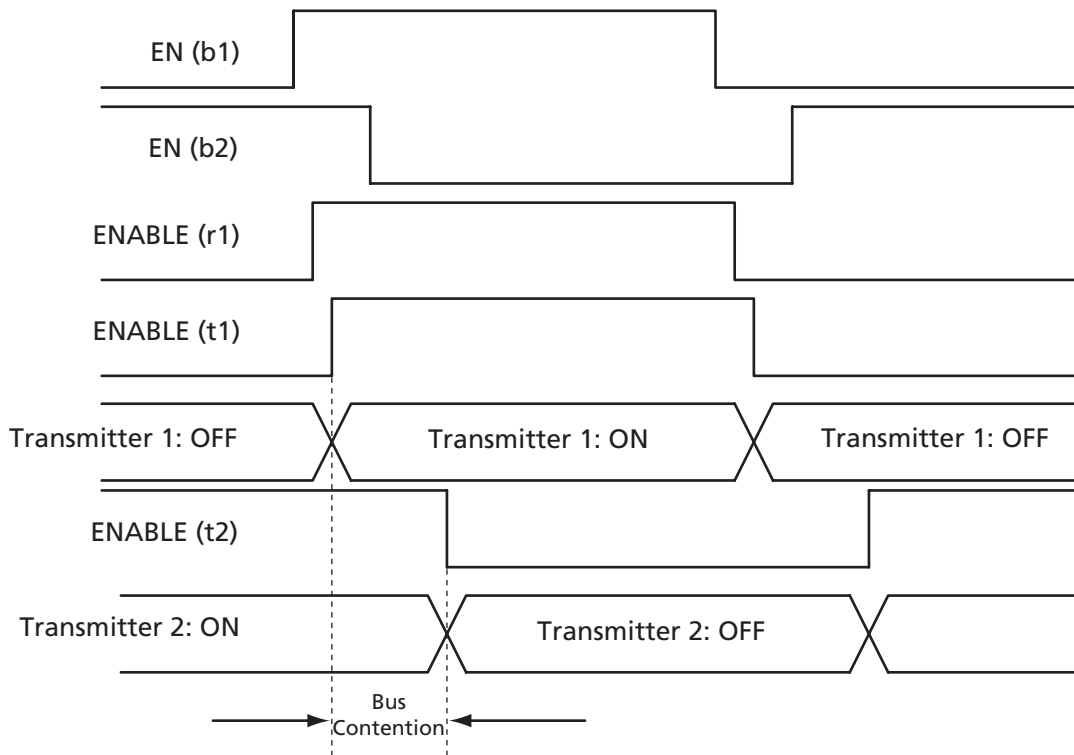 EN (b1)
EN (b2)
ENABLE (r1)
ENABLE (t1)
Transmitter 1: OFF
Transmitter 1: ON
Transmitter 1: OFF
ENABLE (t2)
Transmitter 2: ON
Transmitter 2: OFF
Bus
Contention